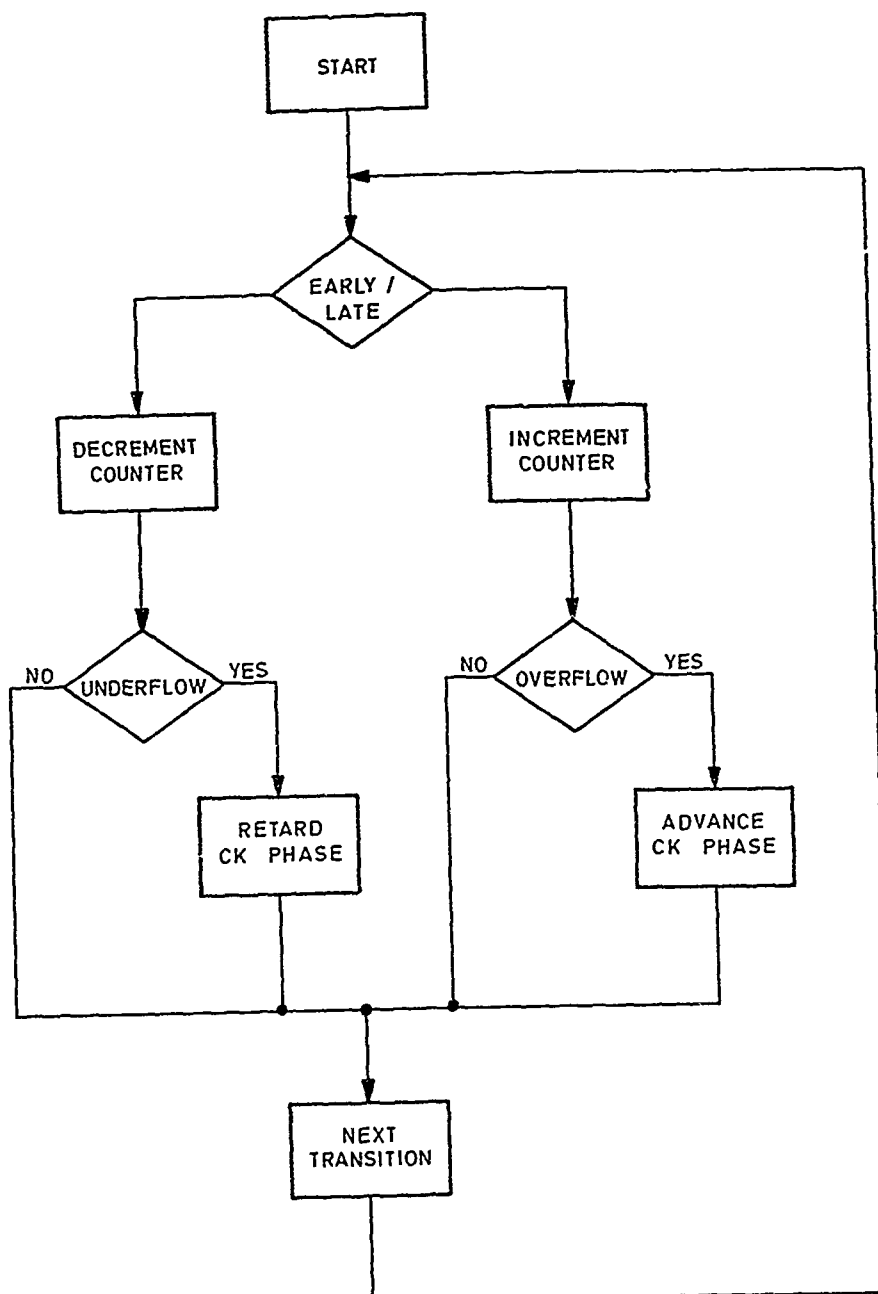 START
EARLY /
LATE
DECREMENT
COUNTER
INCREMENT
COUNTER
NO
UNDERFLOW
YES
NO
OVERFLOW
YES
RETARD
CK PHASE
ADVANCE
CK PHASE
NEXT
TRANSITION